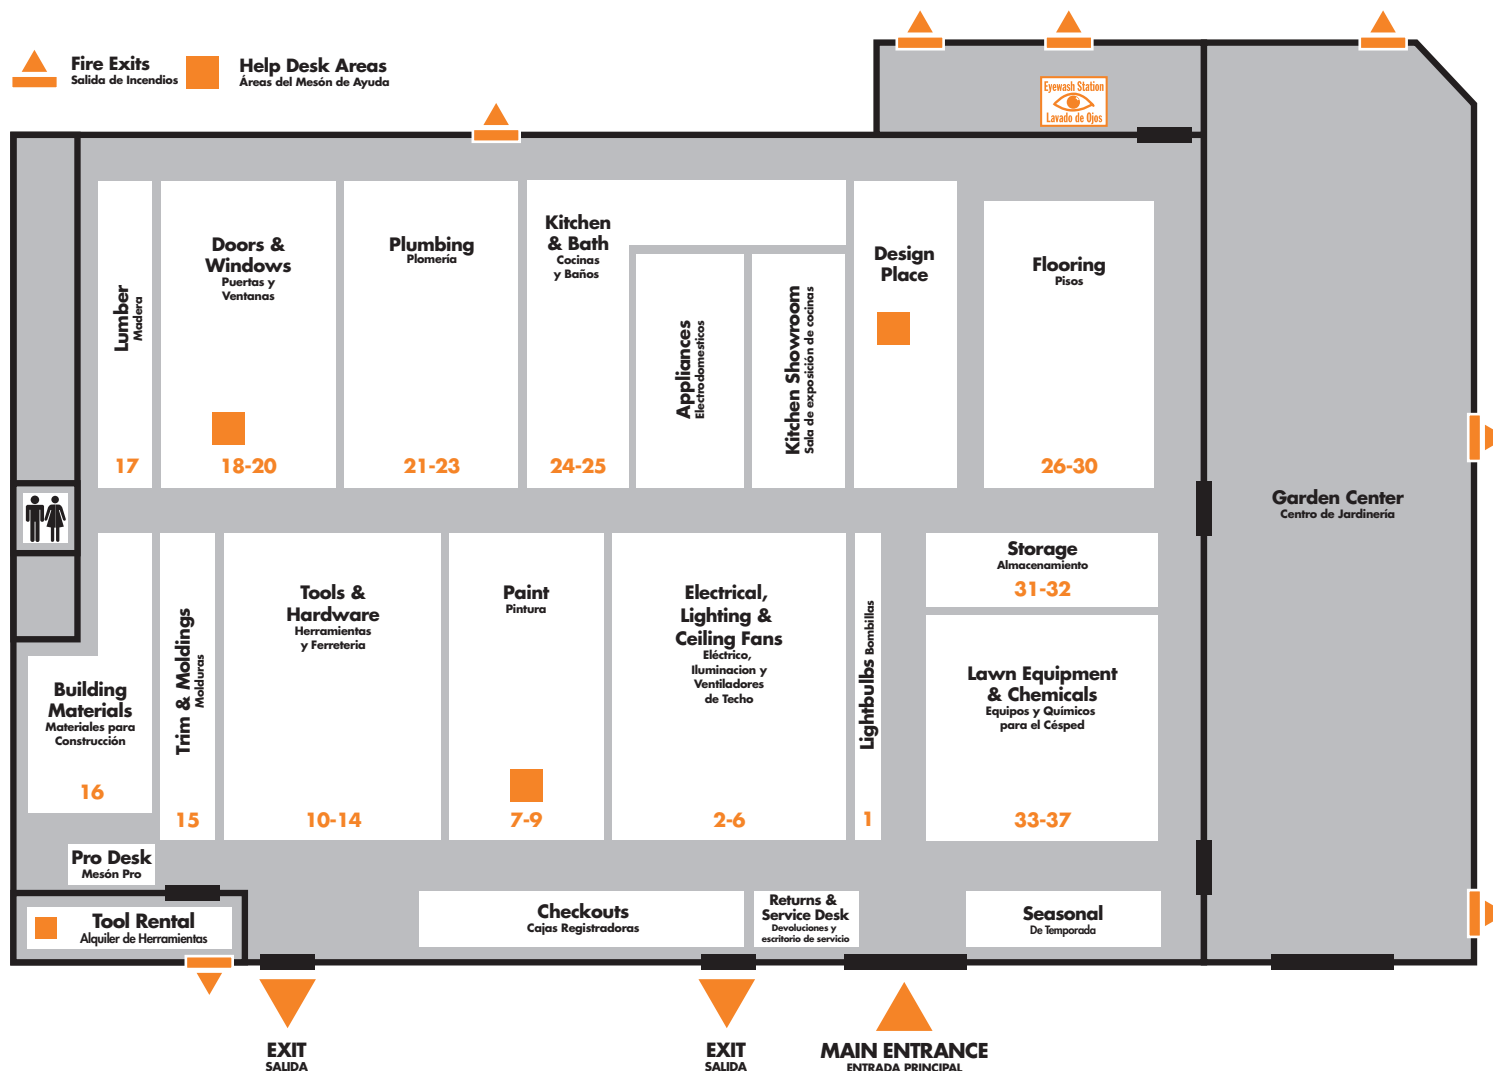 Fire Exits
Salida de Incendios
Help Desk Areas
Áreas del Mesón de Ayuda
Eyewash Station
Lavado de Ojos
Lumber
Madera
17
Doors &
Windows
Puertas y
Ventanas
18-20
Plumbing
Plomería
21-23
Kitchen
& Bath
Cocinas
y Baños
24-25
Appliances
Electrodomesticos
Kitchen Showroom
Sala de exposición de cocinas
Design
Place
Flooring
Pisos
26-30
Garden Center
Centro de Jardinería
Building
Materials
Materiales para
Construcción
16
Trim & Moldings
Molduras
15
Tools &
Hardware
Herramientas
y Ferreteria
10-14
Paint
Pintura
7-9
Electrical,
Lighting &
Ceiling Fans
Eléctrico,
Iluminacion y
Ventiladores
de Techo
2-6
Lightbulbs Bombillas
1
Storage
Almacenamiento
31-32
Lawn Equipment
& Chemicals
Equipos y Químicos
para el Césped
33-37
Pro Desk
Mesón Pro
Tool Rental
Alquiler de Herramientas
Checkouts
Cajas Registradoras
Returns &
Service Desk
Devoluciones y
escritorio de servicio
Seasonal
De Temporada
EXIT
SALIDA
EXIT
SALIDA
MAIN ENTRANCE
ENTRADA PRINCIPAL